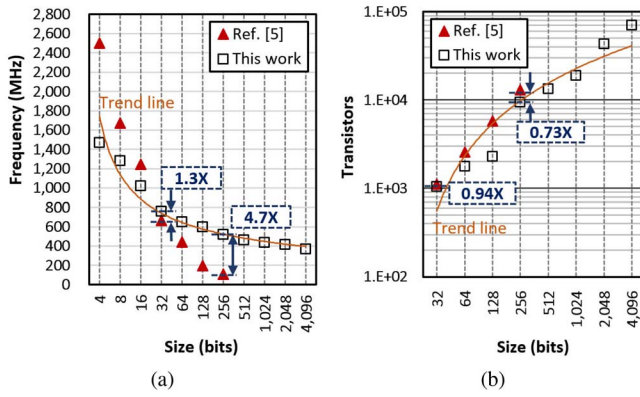 2,800
2,600
2,400
2,200
2,000
1,800
1,600
1,400
1,200
1,000
800
600
400
200
0
Frequency (MHz)
Ref. [5]
This work
Trend line
1.3X
4.7X
4
8
16
32
64
128
256
512
1,024
2,048
4,096
Size (bits)
(a)
1.E+05
1.E+04
1.E+03
1.E+02
Transistors
Ref. [5]
This work
0.73X
0.94X
Trend line
32
64
128
256
512
1,024
2,048
4,096
Size (bits)
(b)